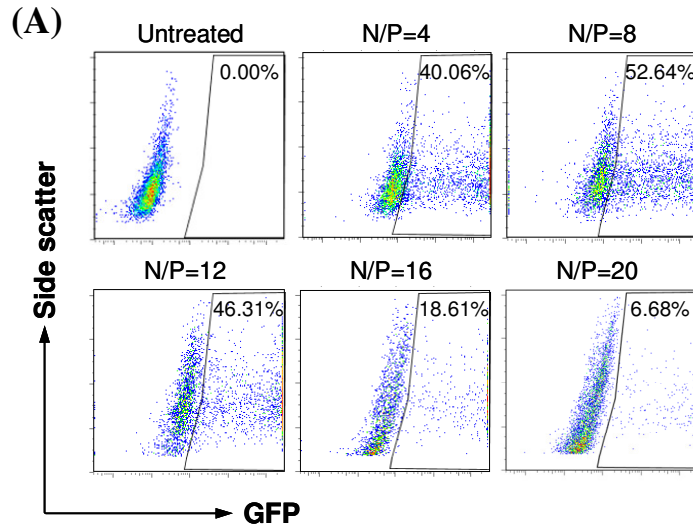 (A)
Untreated
N/P=4
N/P=8
0.00%
40.06%
52.64%
N/P=12
N/P=16
N/P=20
46.31%
18.61%
6.68%
Side scatter
GFP